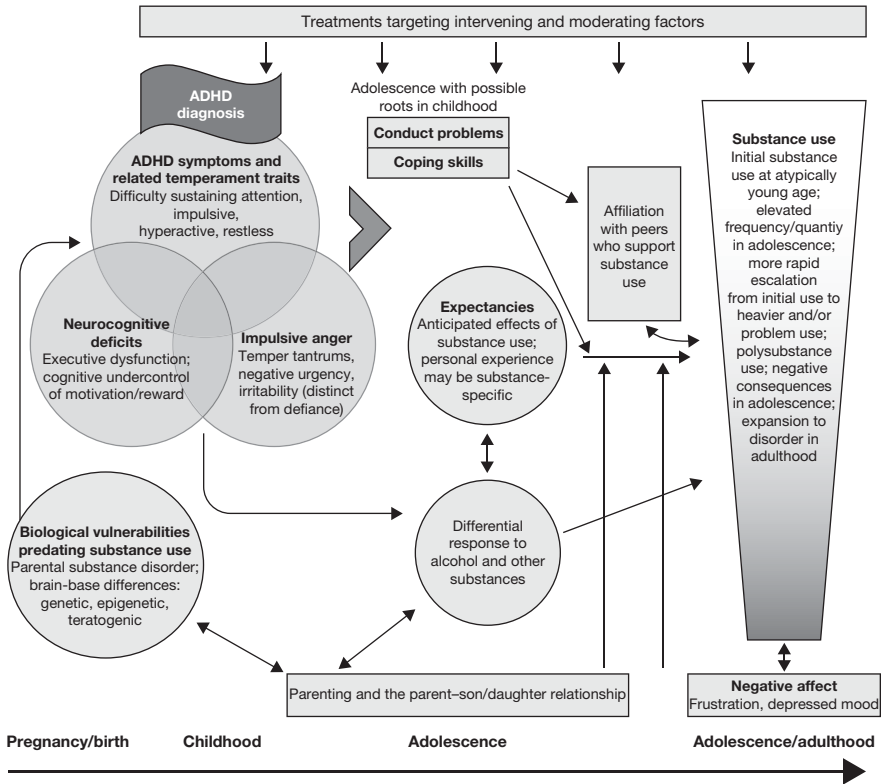 Treatments targeting intervening and moderating factors
ADHD
diagnosis
ADHD symptoms and
related temperament traits
Difficulty sustaining attention,
impulsive,
hyperactive, restless
Neurocognitive
deficits
Executive dysfunction;
cognitive undercontrol
of motivation/reward
Impulsive anger
Temper tantrums,
negative urgency,
irritability (distinct
from defiance)
Biological vulnerabilities
predating substance use
Parental substance disorder;
brain-base differences:
genetic, epigenetic,
teratogenic
Adolescence with possible
roots in childhood
Conduct problems
Coping skills
Expectancies
Anticipated effects of
substance use;
personal experience
may be substance-
specific
Differential
response to
alcohol and other
substances
Affiliation
with peers
who support
substance
use
Substance use
Initial substance
use at atypically
young age;
elevated
frequency/quantiy
in adolescence;
more rapid
escalation
from initial use to
heavier and/or
problem use;
polysubstance
use; negative
consequences
in adolescence;
expansion to
disorder in
adulthood
Parenting and the parent–son/daughter relationship
Negative affect
Frustration, depressed mood
Pregnancy/birth
Childhood
Adolescence
Adolescence/adulthood